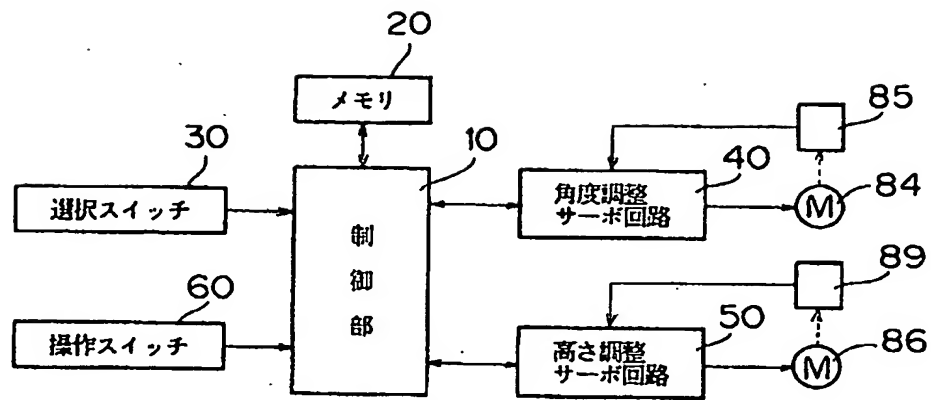 20
メモリ
30
選択スイッチ
10
制御部
60
操作スイッチ
40
角度調整
サーボ回路
85
M
84
50
高さ調整
サーボ回路
89
M
86